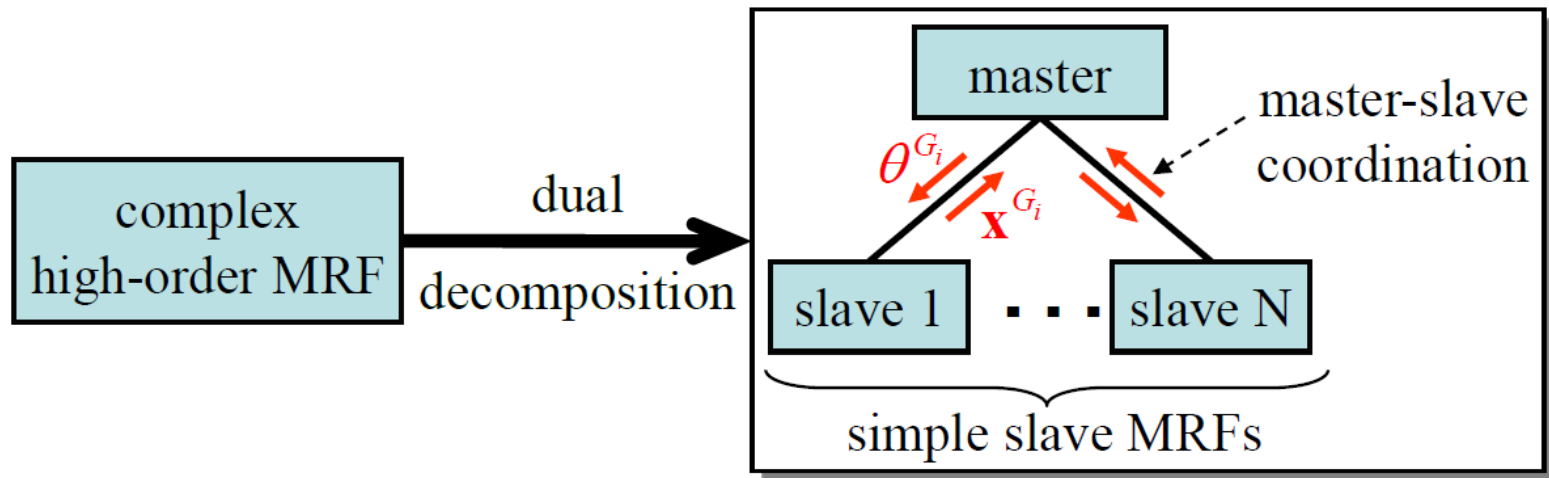 complex
high-order MRF
dual
decomposition
master
master-slave
coordination
θ^{G_i}
x^{G_i}
slave 1
. . .
slave N
simple slave MRFs